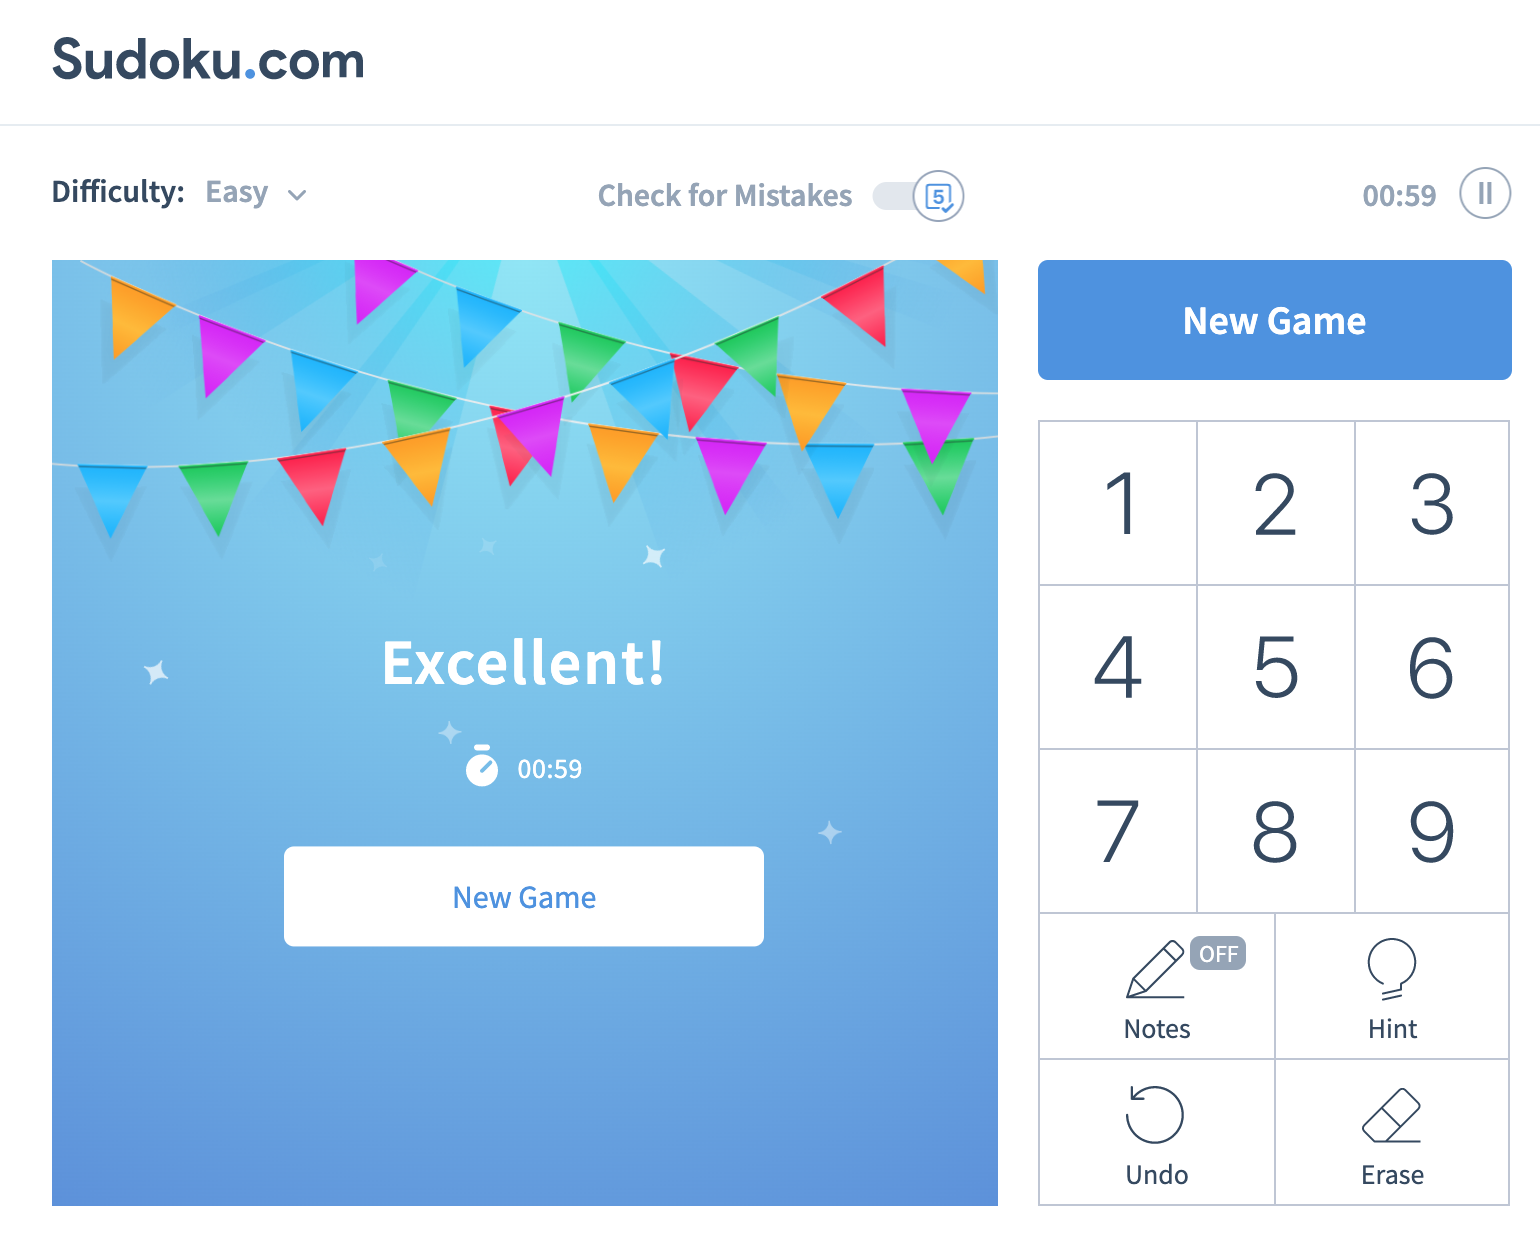 Sudoku.com
Difficulty: Easy
Check for Mistakes
5
00:59
Excellent!
00:59
New Game
New Game
1 2 3
4 5 6
7 8 9
OFF
Notes Hint
Undo Erase